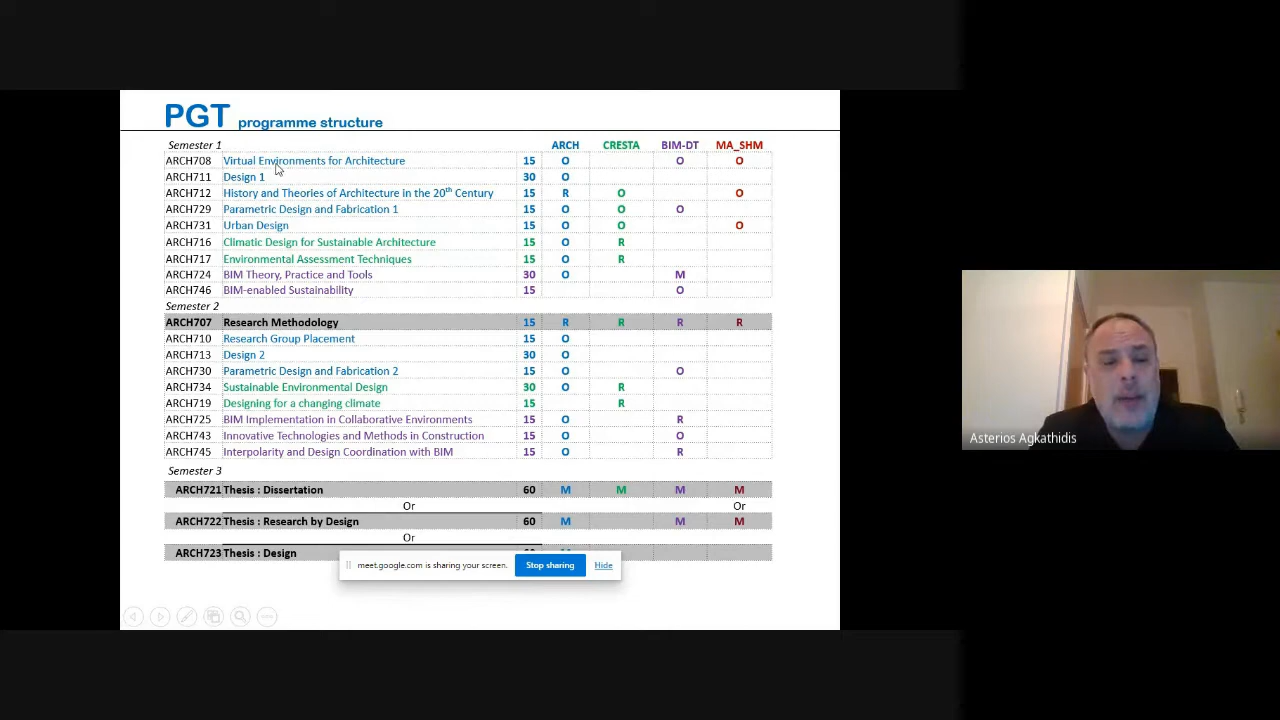 PGT programme structure
Semester 1 ARCH CRESTA BIM-DT MA_SHM
ARCH708 Virtual Environments for Architecture 15 O O O
ARCH711 Design 1 30 O
ARCH712 History and Theories of Architecture in the 20th Century 15 R O O
ARCH729 Parametric Design and Fabrication 1 15 O O O
ARCH731 Urban Design 15 O O O
ARCH716 Climatic Design for Sustainable Architecture 15 O R
ARCH717 Environmental Assessment Techniques 15 O R
ARCH724 BIM Theory, Practice and Tools 30 O M
ARCH746 BIM-enabled Sustainability 15 O
Semester 2
ARCH707 Research Methodology 15 R R R R
ARCH710 Research Group Placement 15 O
ARCH713 Design 2 30 O
ARCH730 Parametric Design and Fabrication 2 15 O O
ARCH734 Sustainable Environmental Design 30 O R
ARCH719 Designing for a changing climate 15 R
ARCH725 BIM Implementation in Collaborative Environments 15 O R
ARCH743 Innovative Technologies and Methods in Construction 15 O O
ARCH745 Interpolarity and Design Coordination with BIM 15 O R
Semester 3
ARCH721 Thesis : Dissertation 60 M M M M
Or Or
ARCH722 Thesis : Research by Design 60 M M M
Or
ARCH723 Thesis : Design
meet.google.com is sharing your screen. Stop sharing Hide
Asterios Agkathidis